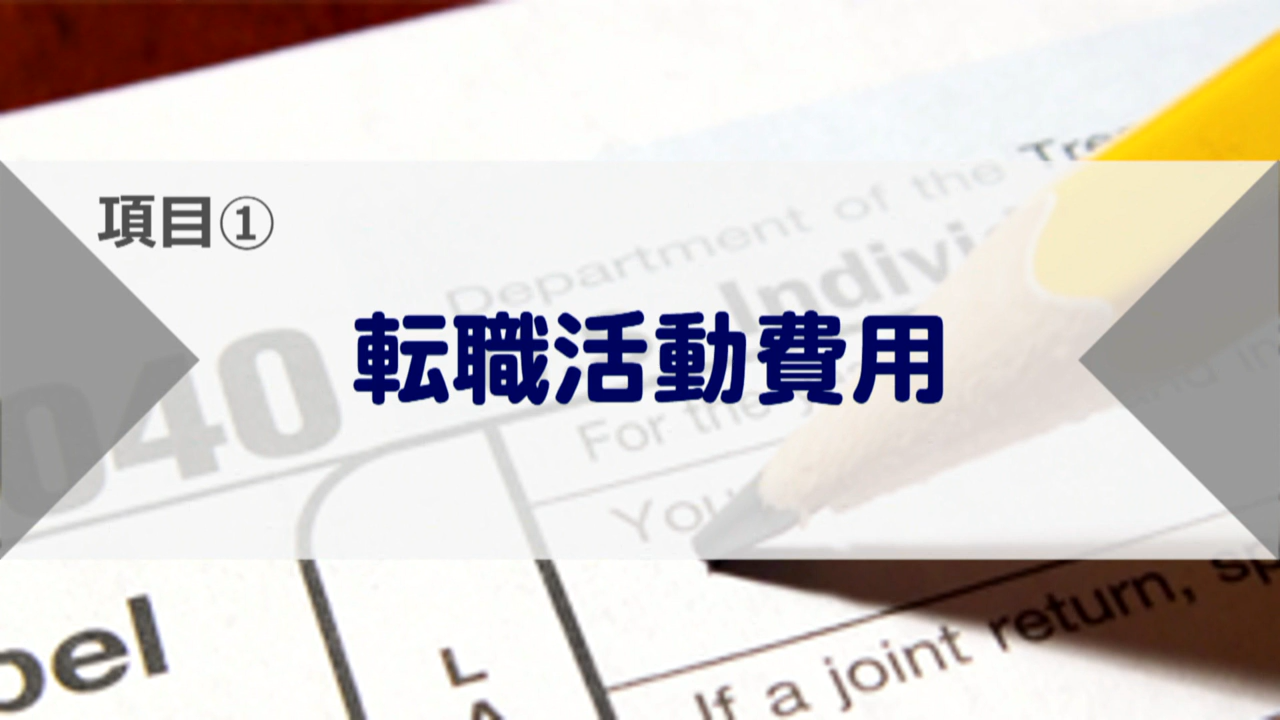 項目①
転職活動費用
Department of the Tre
Indivi
040
For the
You
bel
L
A
If a joint return, sp